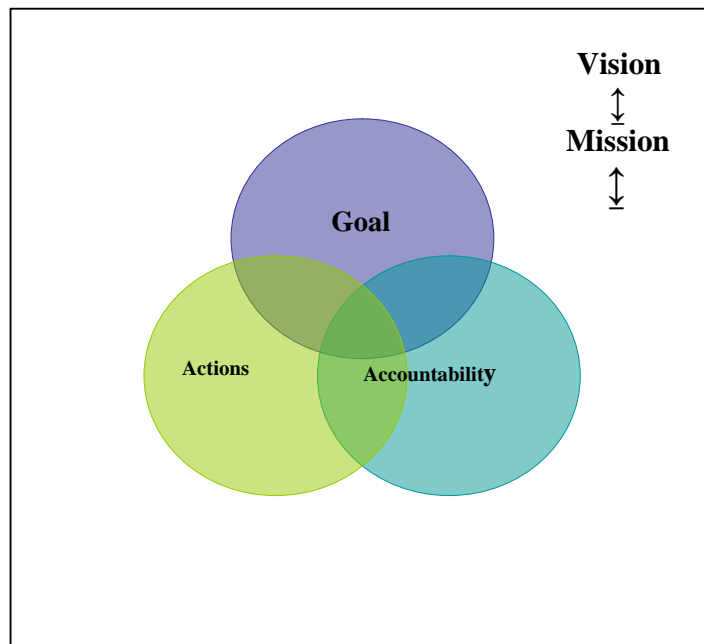 Vision
↕
Mission
↕
Goal
Actions
Accountability